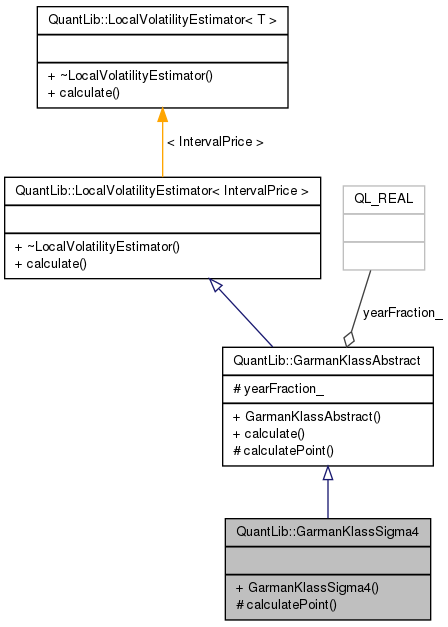 QuantLib::LocalVolatilityEstimator< T >
+ ~LocalVolatilityEstimator()
+ calculate()
< IntervalPrice >
QuantLib::LocalVolatilityEstimator< IntervalPrice >
+ ~LocalVolatilityEstimator()
+ calculate()
QL_REAL
yearFraction_
QuantLib::GarmanKlassAbstract
# yearFraction_
+ GarmanKlassAbstract()
+ calculate()
# calculatePoint()
QuantLib::GarmanKlassSigma4
+ GarmanKlassSigma4()
# calculatePoint()